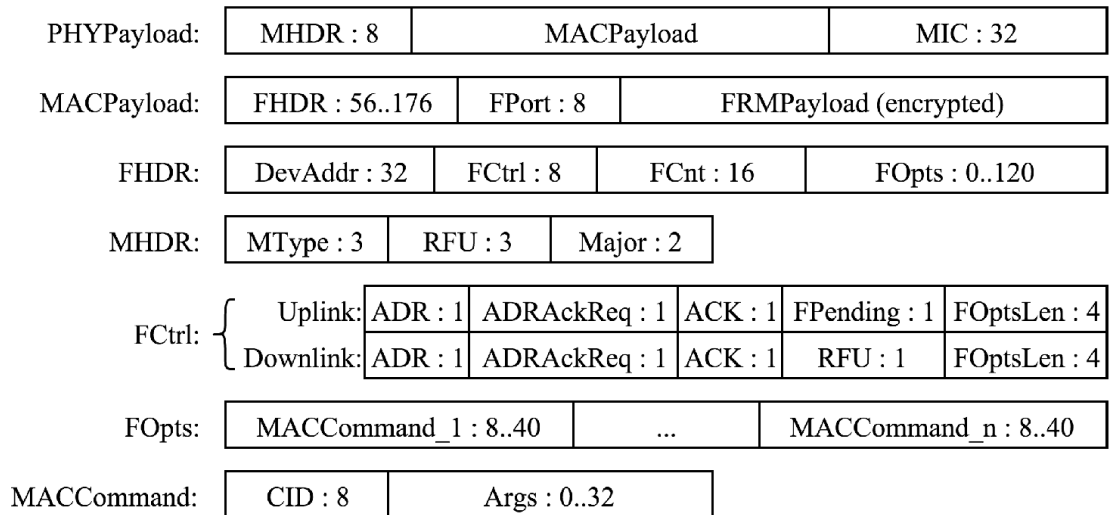 PHYPayload: MHDR : 8 MACPayload MIC : 32
MACPayload: FHDR : 56..176 FPort : 8 FRMPayload (encrypted)
FHDR: DevAddr : 32 FCtrl : 8 FCnt : 16 FOpts : 0..120
MHDR: MType : 3 RFU : 3 Major : 2
FCtrl:
Uplink: ADR : 1 ADRAckReq : 1 ACK : 1 FPending : 1 FOptsLen : 4
Downlink: ADR : 1 ADRAckReq : 1 ACK : 1 RFU : 1 FOptsLen : 4
FOpts: MACCommand_1 : 8..40 ... MACCommand_n : 8..40
MACCommand: CID : 8 Args : 0..32